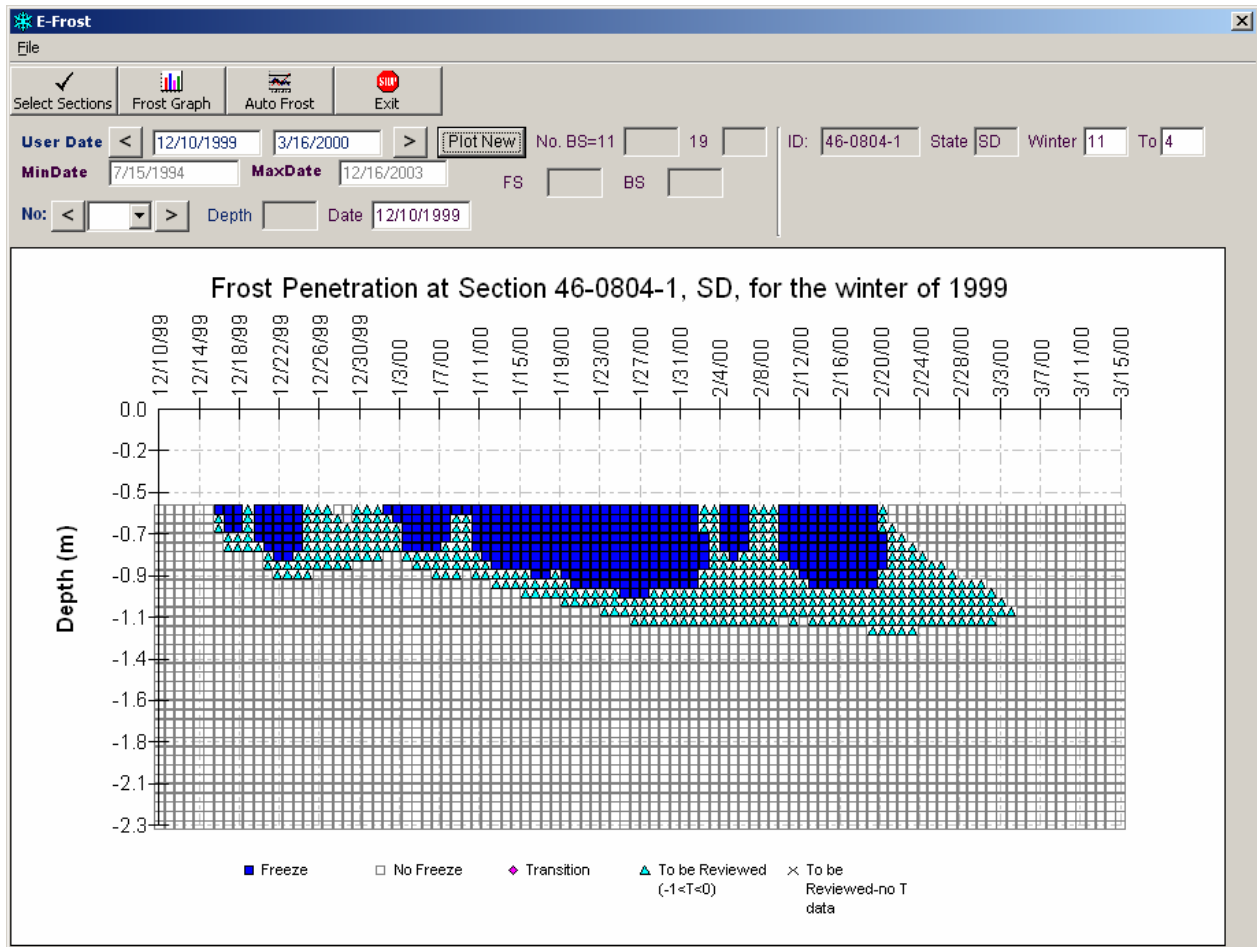 E-Frost
File
Select Sections Frost Graph Auto Frost STOP Exit
User Date < 12/10/1999 3/16/2000 > Plot New No. BS=11 19 ID: 46-0804-1 State SD Winter 11 To 4
MinDate 7/15/1994 MaxDate 12/16/2003 FS BS
No: < > Depth Date 12/10/1999
Frost Penetration at Section 46-0804-1, SD, for the winter of 1999
12/10/99 12/14/99 12/18/99 12/22/99 12/26/99 12/30/99 1/3/00 1/7/00 1/11/00 1/15/00 1/19/00 1/23/00 1/27/00 1/31/00 2/4/00 2/8/00 2/12/00 2/16/00 2/20/00 2/24/00 2/28/00 3/3/00 3/7/00 3/11/00 3/15/00
Depth (m)
0.0
-0.2
-0.5
-0.7
-0.9
-1.1
-1.4
-1.6
-1.8
-2.1
-2.3
Freeze No Freeze Transition To be Reviewed To be
(-1<T<0) Reviewed-no T
data